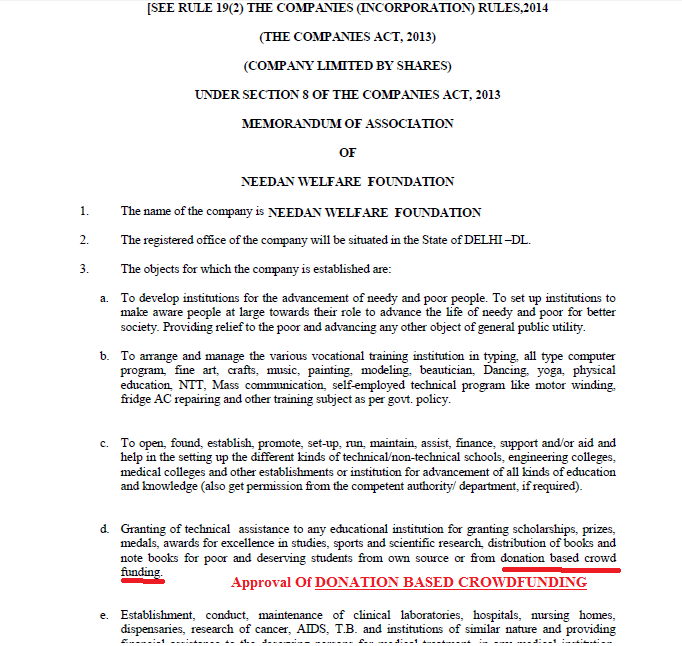 [SEE RULE 19(2) THE COMPANIES (INCORPORATION) RULES,2014
(THE COMPANIES ACT, 2013)
(COMPANY LIMITED BY SHARES)
UNDER SECTION 8 OF THE COMPANIES ACT, 2013
MEMORANDUM OF ASSOCIATION
OF
NEEDAN WELFARE FOUNDATION
1. The name of the company is NEEDAN WELFARE FOUNDATION
2. The registered office of the company will be situated in the State of DELHI –DL.
3. The objects for which the company is established are:
a. To develop institutions for the advancement of needy and poor people. To set up institutions to
make aware people at large towards their role to advance the life of needy and poor for better
society. Providing relief to the poor and advancing any other object of general public utility.
b. To arrange and manage the various vocational training institution in typing, all type computer
program, fine art, crafts, music, painting, modeling, beautician, Dancing, yoga, physical
education, NTT, Mass communication, self-employed technical program like motor winding,
fridge AC repairing and other training subject as per govt. policy.
c. To open, found, establish, promote, set-up, run, maintain, assist, finance, support and/or aid and
help in the setting up the different kinds of technical/non-technical schools, engineering colleges,
medical colleges and other establishments or institution for advancement of all kinds of education
and knowledge (also get permission from the competent authority/ department, if required).
d. Granting of technical assistance to any educational institution for granting scholarships, prizes,
medals, awards for excellence in studies, sports and scientific research, distribution of books and
note books for poor and deserving students from own source or from donation based crowd
funding.
Approval Of DONATION BASED CROWDFUNDING
e. Establishment, conduct, maintenance of clinical laboratories, hospitals, nursing homes,
dispensaries, research of cancer, AIDS, T.B. and institutions of similar nature and providing